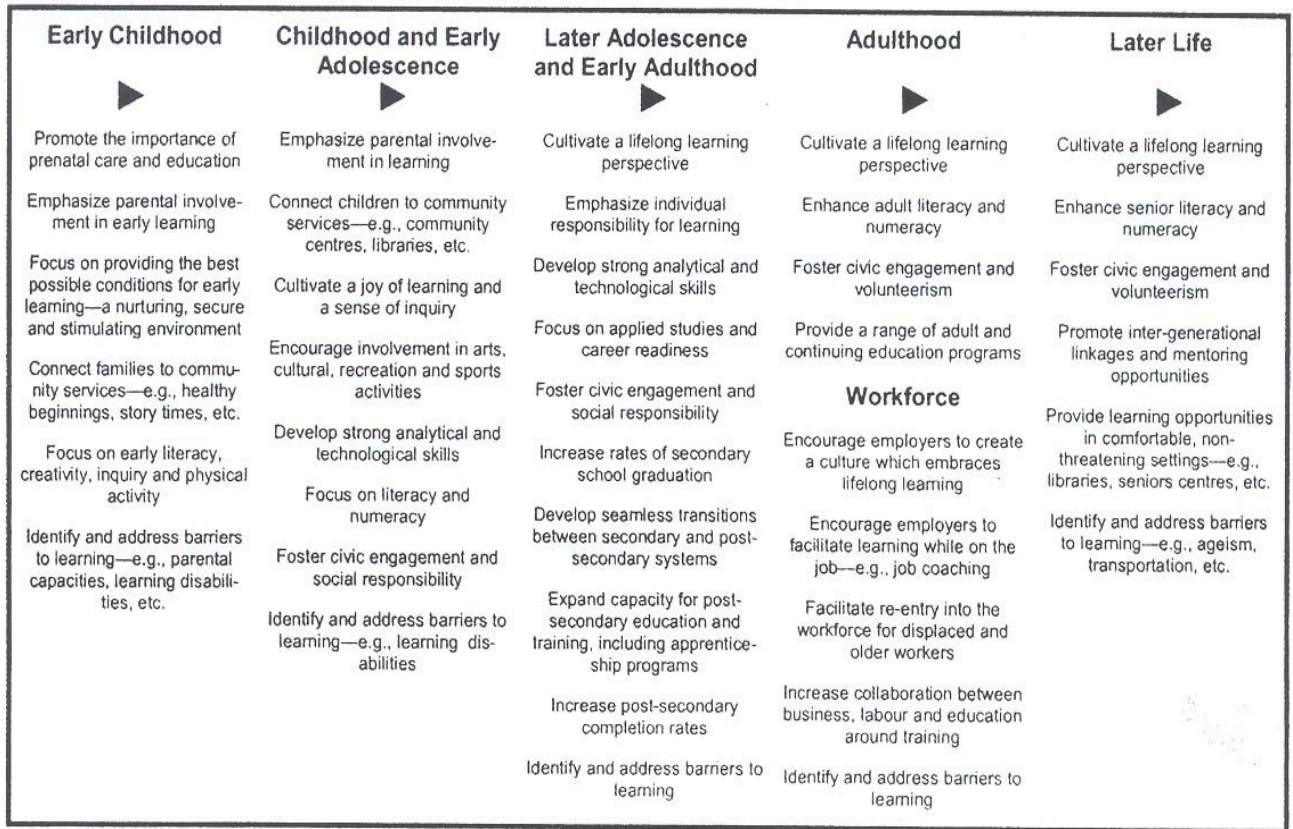 Early Childhood
Promote the importance of
prenatal care and education
Emphasize parental involve-
ment in early learning
Focus on providing the best
possible conditions for early
learning—a nurturing, secure
and stimulating environment
Connect families to commu-
nity services—e.g., healthy
beginnings, story times, etc.
Focus on early literacy,
creativity, inquiry and physical
activity
Identify and address barriers
to learning—e.g., parental
capacities, learning disabili-
ties, etc.
Childhood and Early
Adolescence
Emphasize parental involve-
ment in learning
Connect children to community
services—e.g., community
centres, libraries, etc.
Cultivate a joy of learning and
a sense of inquiry
Encourage involvement in arts,
cultural, recreation and sports
activities
Develop strong analytical and
technological skills
Focus on literacy and
numeracy
Foster civic engagement and
social responsibility
Identify and address barriers to
learning—e.g., learning dis-
abilities
Later Adolescence
and Early Adulthood
Cultivate a lifelong learning
perspective
Emphasize individual
responsibility for learning
Develop strong analytical and
technological skills
Focus on applied studies and
career readiness
Foster civic engagement and
social responsibility
Increase rates of secondary
school graduation
Develop seamless transitions
between secondary and post-
secondary systems
Expand capacity for post-
secondary education and
training, including apprentice-
ship programs
Increase post-secondary
completion rates
Identify and address barriers to
learning
Adulthood
Cultivate a lifelong learning
perspective
Enhance adult literacy and
numeracy
Foster civic engagement and
volunteerism
Provide a range of adult and
continuing education programs
Workforce
Encourage employers to create
a culture which embraces
lifelong learning
Encourage employers to
facilitate learning while on the
job—e.g., job coaching
Facilitate re-entry into the
workforce for displaced and
older workers
Increase collaboration between
business, labour and education
around training
Identify and address barriers to
learning
Later Life
Cultivate a lifelong learning
perspective
Enhance senior literacy and
numeracy
Foster civic engagement and
volunteerism
Promote inter-generational
linkages and mentoring
opportunities
Provide learning opportunities
in comfortable, non-
threatening settings—e.g.,
libraries, seniors centres, etc.
Identify and address barriers
to learning—e.g., ageism,
transportation, etc.